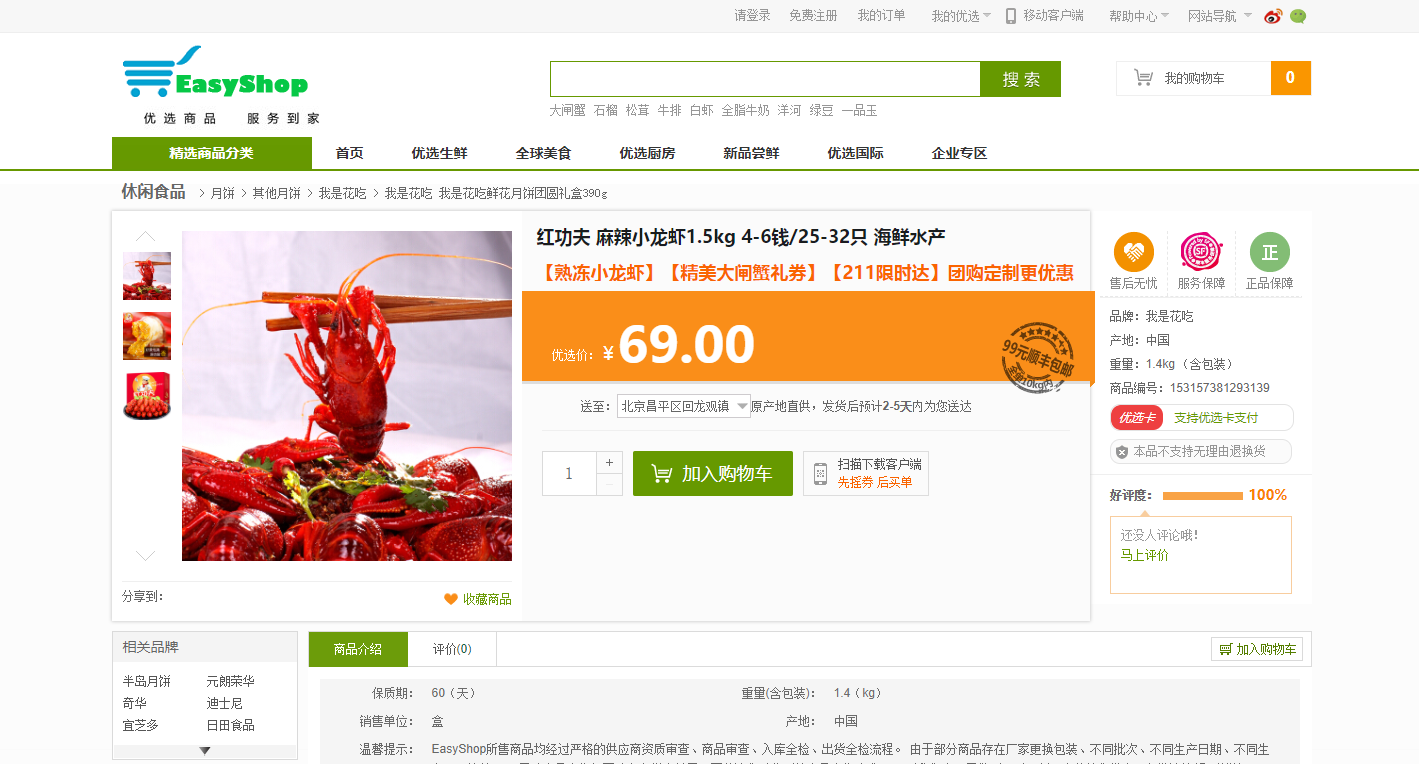 请登录 免费注册 我的订单 我的优选 移动客户端 帮助中心 网站导航
EasyShop
优选商品 服务到家
搜 索
我的购物车 0
大闸蟹 石榴 松茸 牛排 白虾 全脂牛奶 洋河 绿豆 一品玉
精选商品分类 首页 优选生鲜 全球美食 优选厨房 新品尝鲜 优选国际 企业专区
休闲食品 > 月饼 > 其他月饼 > 我是花吃 > 我是花吃 我是花吃鲜花月饼团圆礼盒390g
红功夫 麻辣小龙虾1.5kg 4-6钱/25-32只 海鲜水产
【熟冻小龙虾】【精美大闸蟹礼券】【211限时达】团购定制更优惠
优选价：¥69.00
99元顺丰包邮
全国10kg内
送至： 北京昌平区回龙观镇 原产地直供，发货后预计2-5天内为您送达
1 +
加入购物车
扫描下载客户端
先摇券 后买单
分享到：
收藏商品
正
售后无忧 服务保障 正品保障
品牌：我是花吃
产地：中国
重量：1.4kg（含包装）
商品编号：153157381293139
优选卡 支持优选卡支付
本品不支持无理由退换货
好评度： 100%
还没人评论哦！
马上评价
相关品牌
半岛月饼 元朗荣华
奇华 迪士尼
宜芝多 日田食品
商品介绍 评价(0) 加入购物车
保质期： 60（天） 重量(含包装)： 1.4（kg）
销售单位： 盒 产地： 中国
温馨提示： EasyShop所售商品均经过严格的供应商资质审查、商品审查、入库全检、出货全检流程。 由于部分商品存在厂家更换包装、不同批次、不同生产日期、不同生